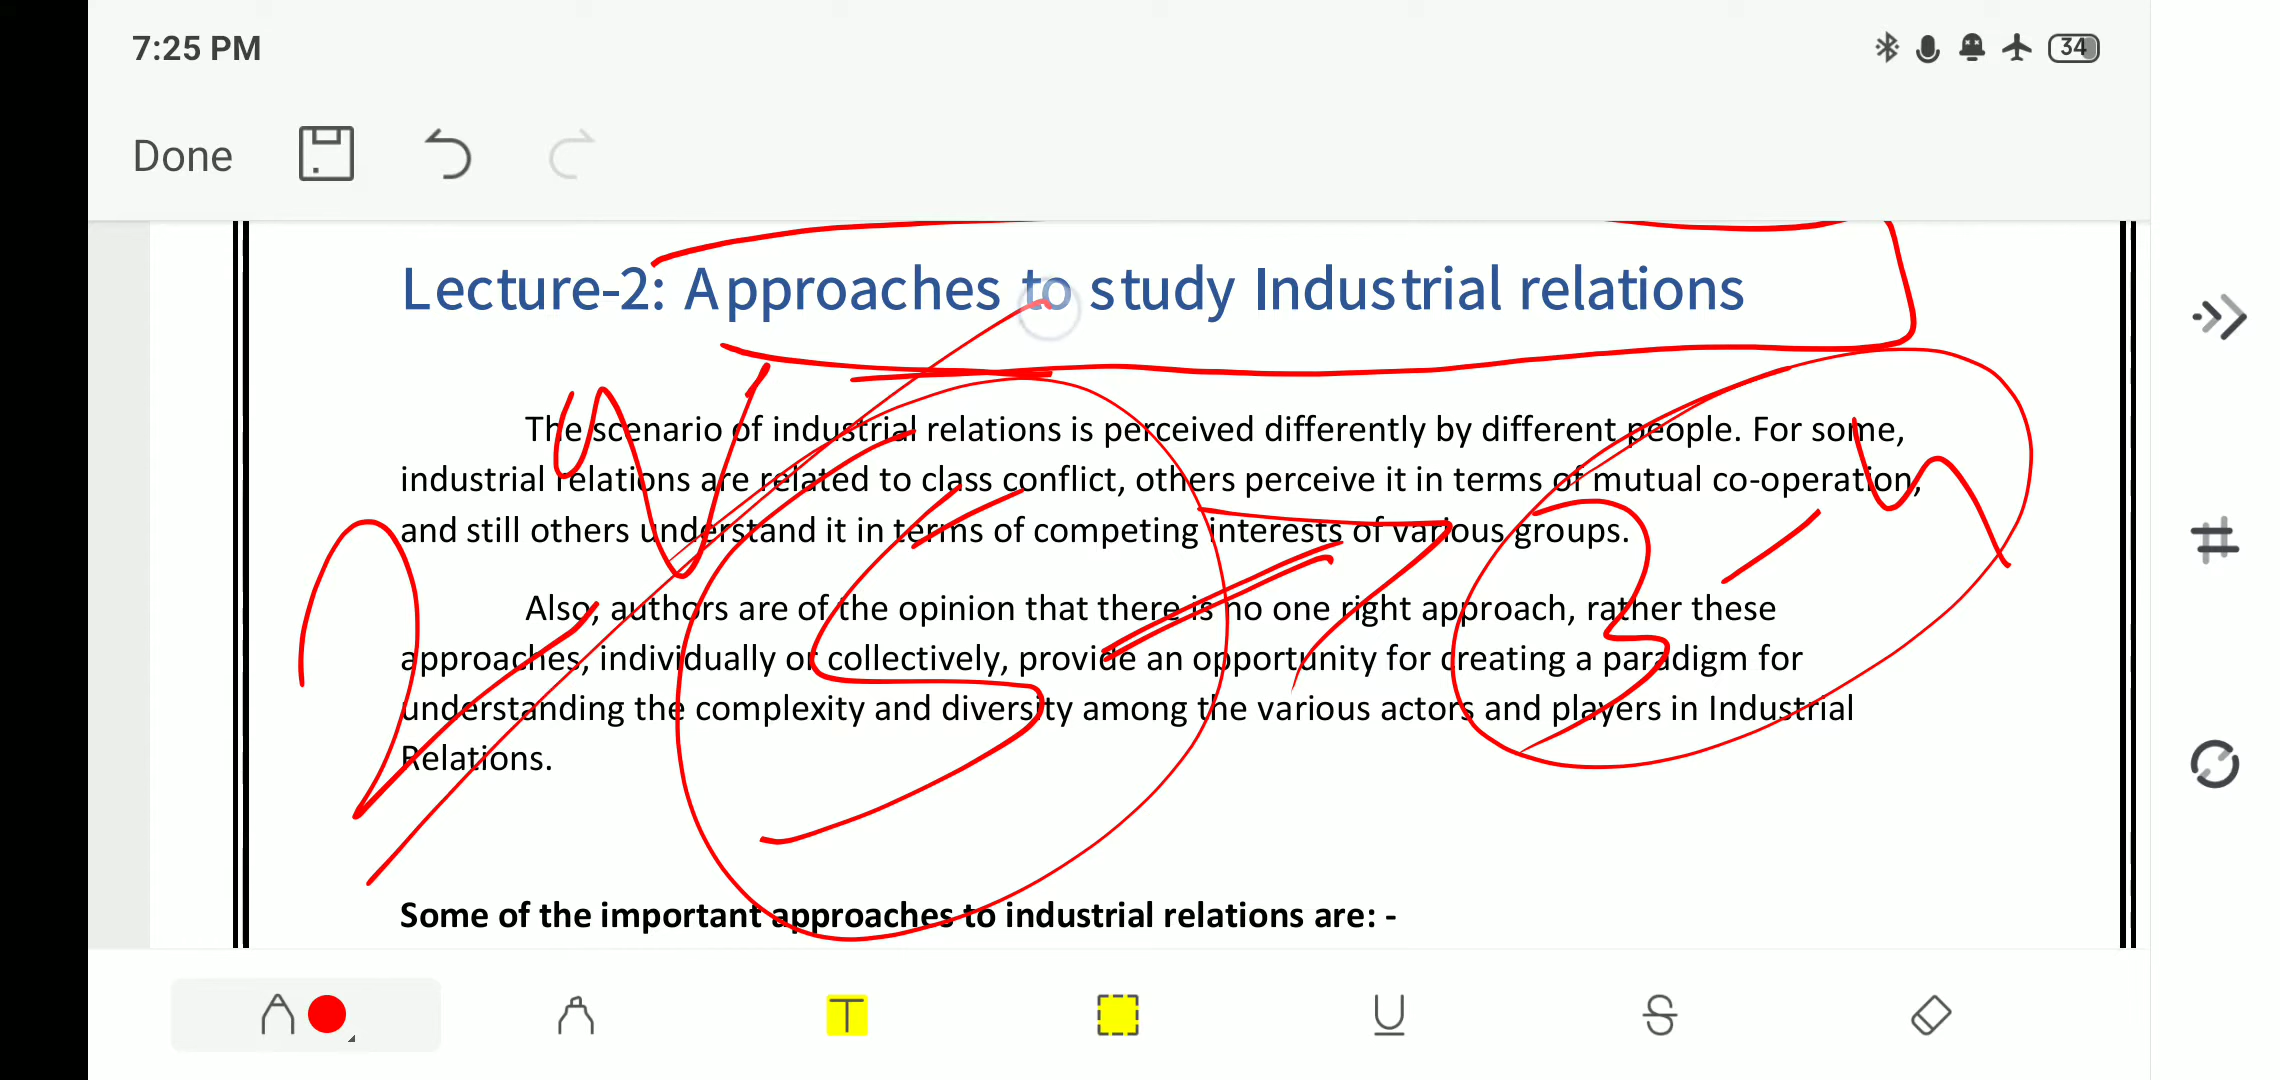 7:25 PM
34
Done
Lecture-2: Approaches to study Industrial relations
The scenario of industrial relations is perceived differently by different people. For some,
industrial relations are related to class conflict, others perceive it in terms of mutual co-operation,
and still others understand it in terms of competing interests of various groups.
Also, authors are of the opinion that there is no one right approach, rather these
approaches, individually or collectively, provide an opportunity for creating a paradigm for
understanding the complexity and diversity among the various actors and players in Industrial
Relations.
Some of the important approaches to industrial relations are: -